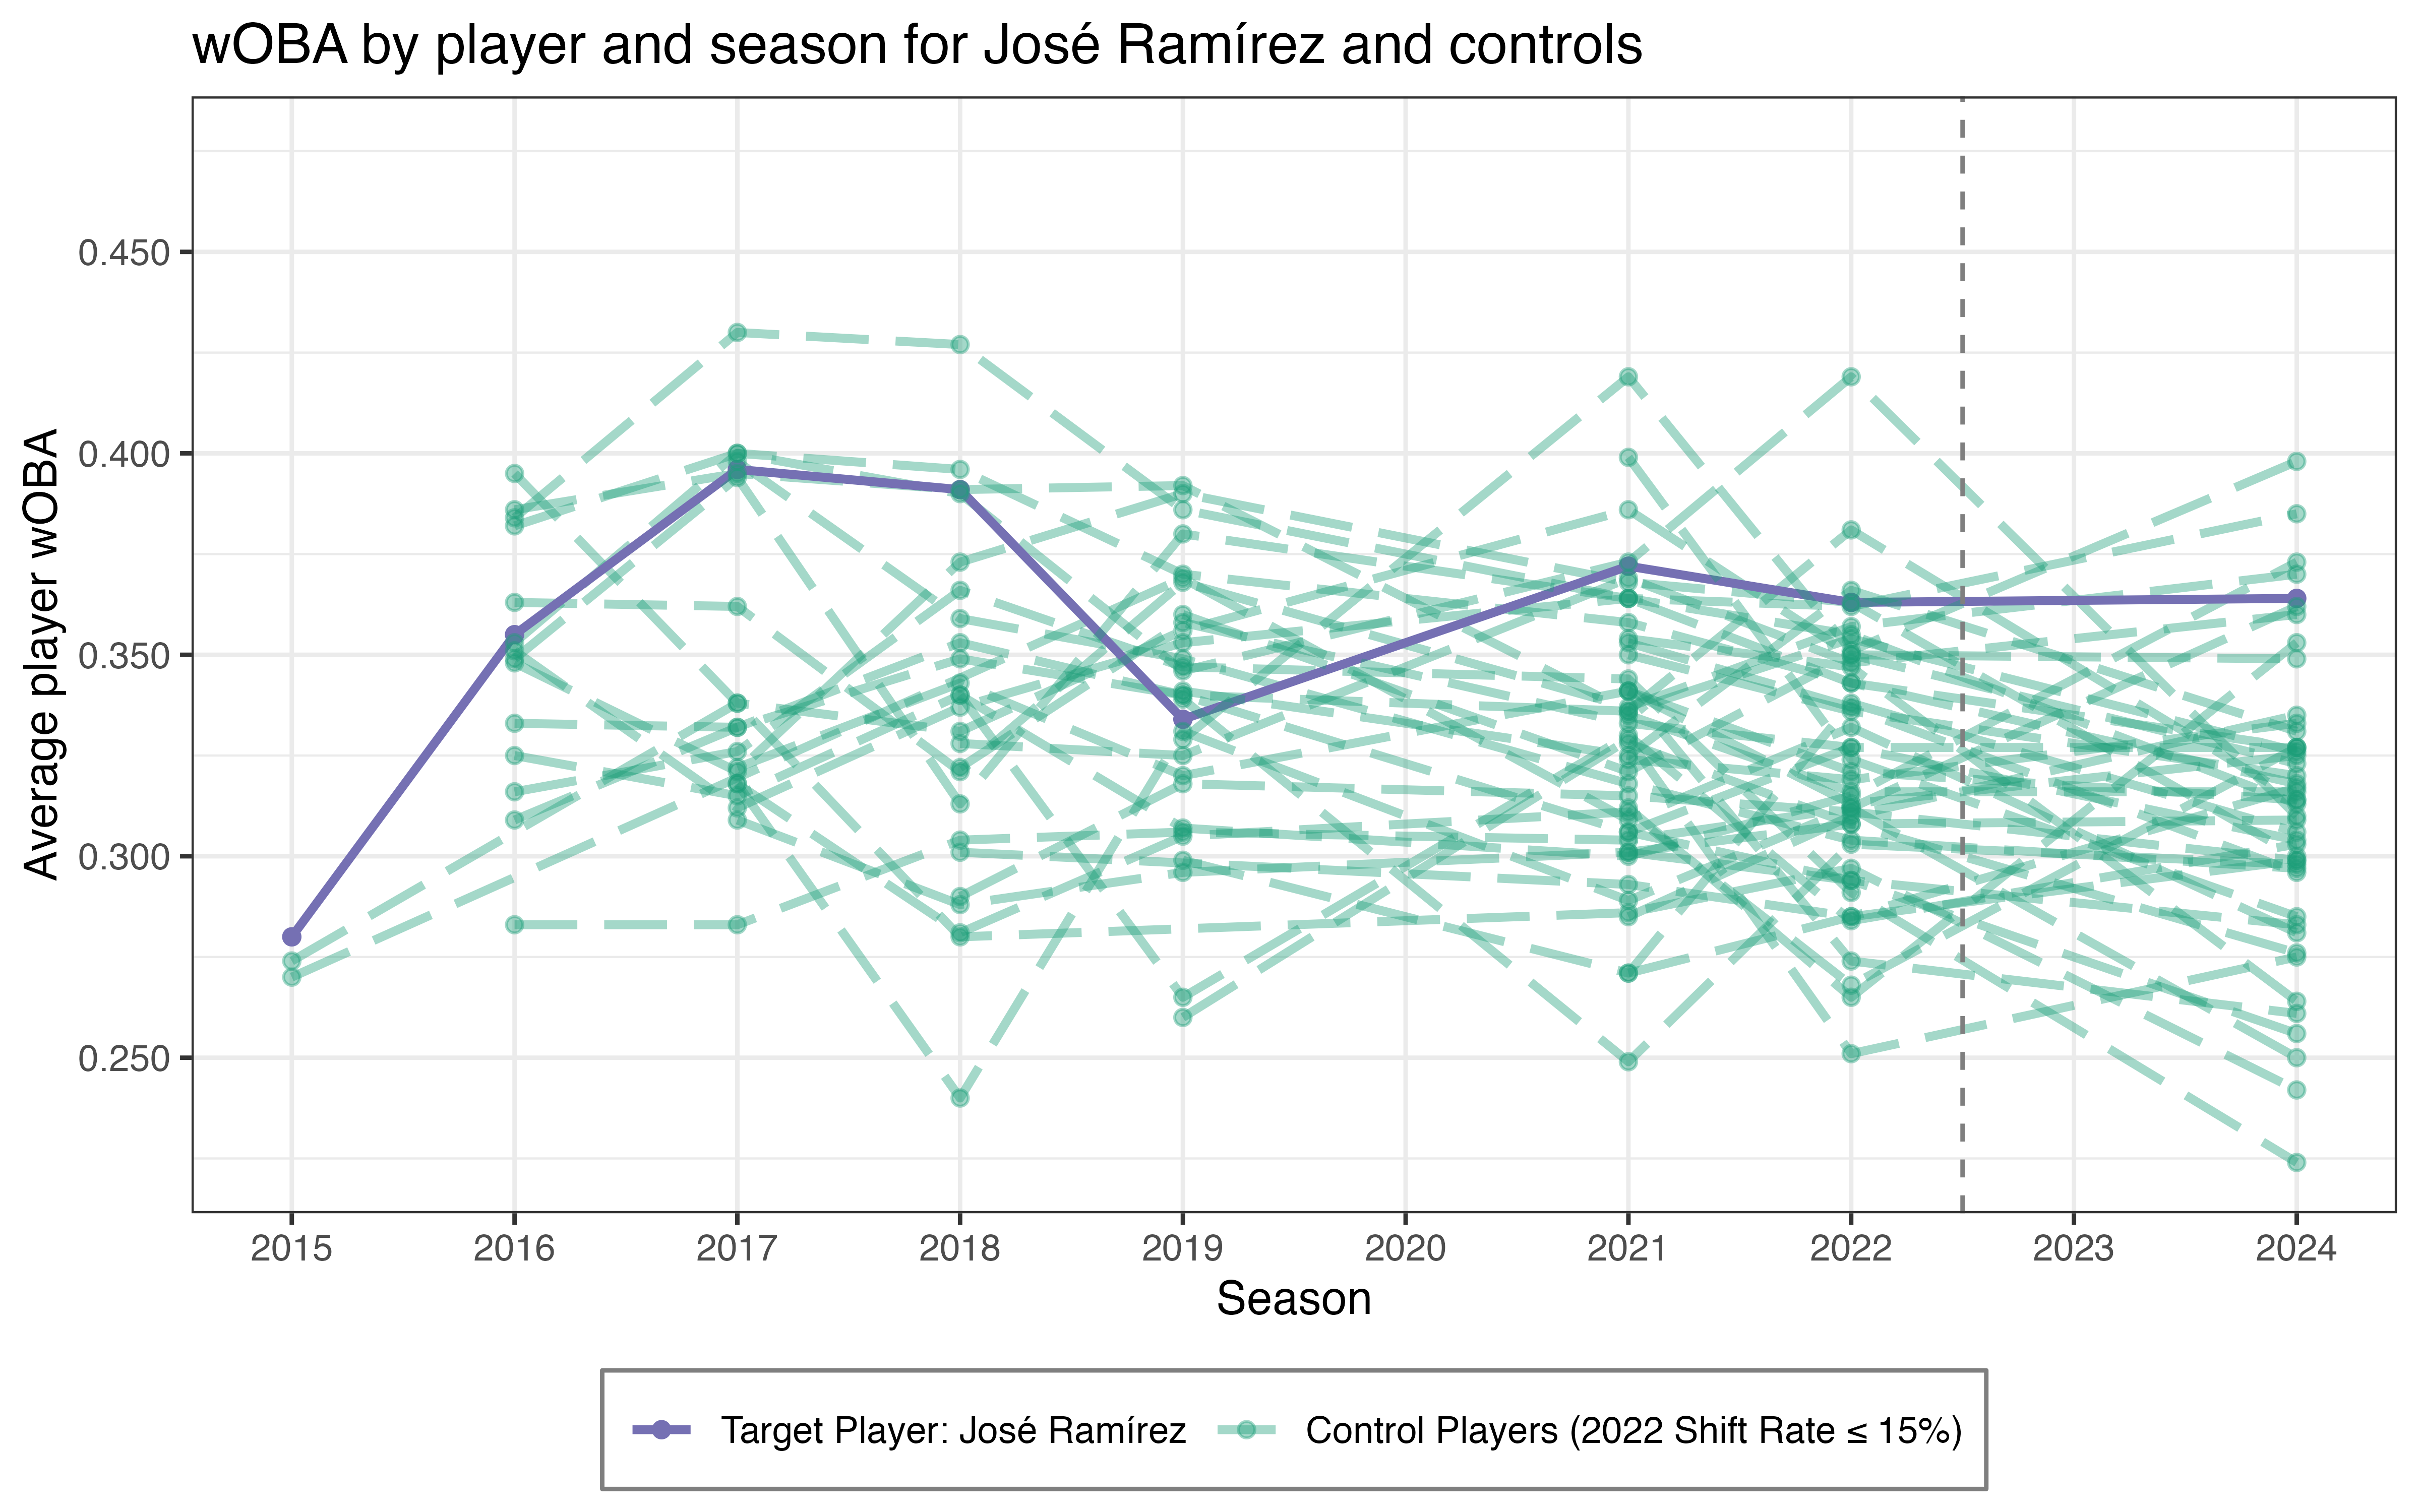 wOBA by player and season for José Ramírez and controls
Average player wOBA
0.450
0.400
0.350
0.300
0.250
2015 2016 2017 2018 2019 2020 2021 2022 2023 2024
Season
Target Player: José Ramírez Control Players (2022 Shift Rate ≤ 15%)